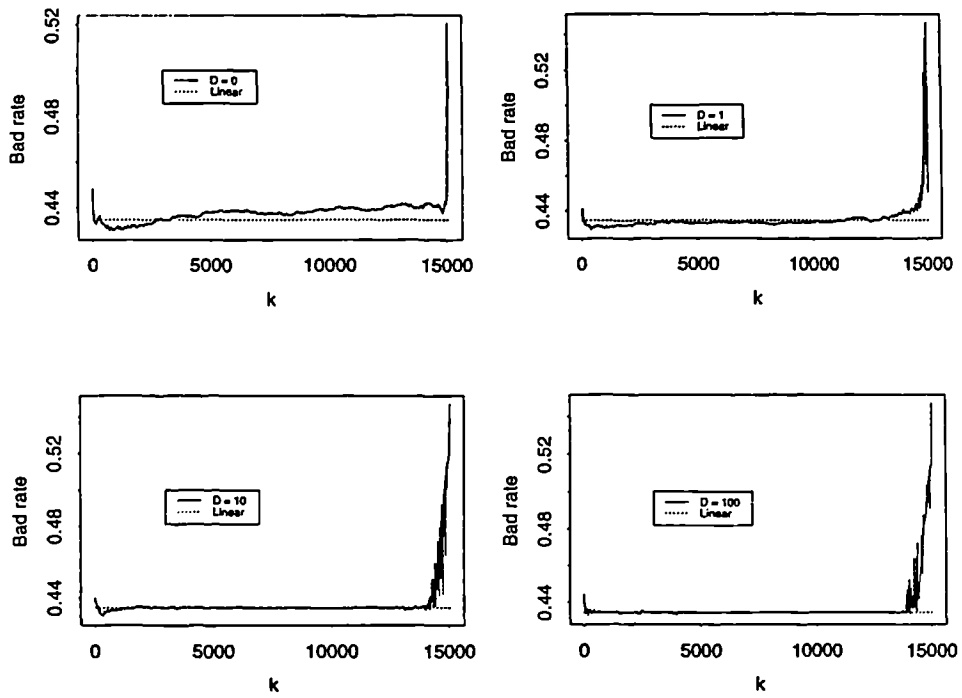 0.52
0.48
0.44
Bad rate
D = 0
Linear
0
5000
10000
15000
k
0.52
0.48
0.44
Bad rate
D = 1
Linear
0
5000
10000
15000
k
0.52
0.48
0.44
Bad rate
D = 10
Linear
0
5000
10000
15000
k
0.52
0.48
0.44
Bad rate
D = 100
Linear
0
5000
10000
15000
k